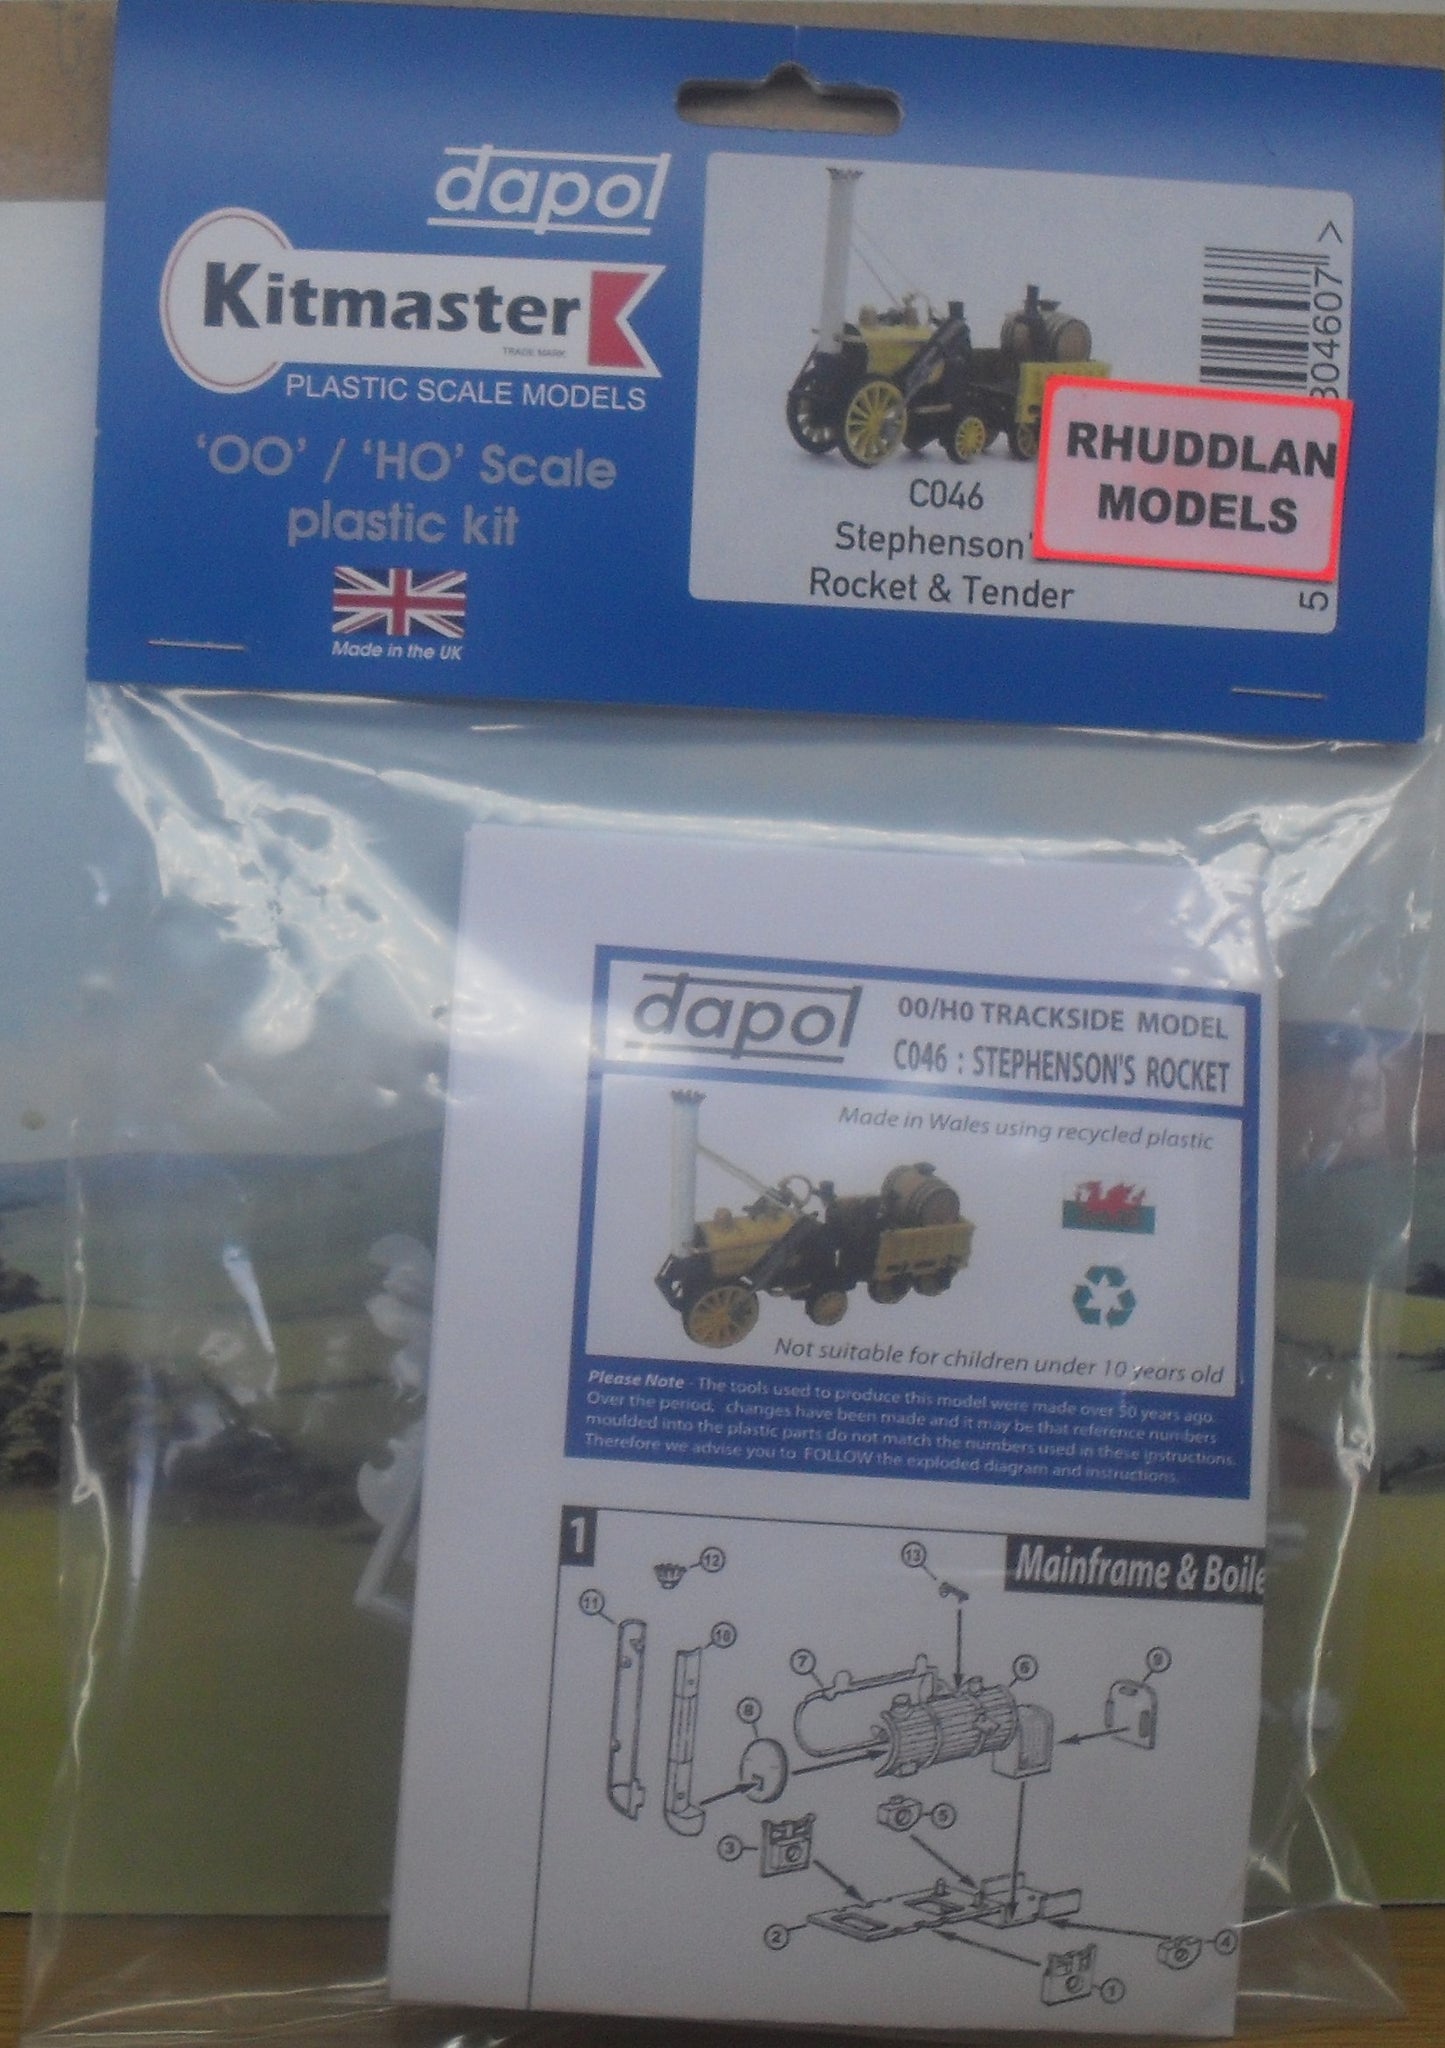 dapol
Kitmaster
TRADE MARK
PLASTIC SCALE MODELS
‘OO’ / ‘HO’ Scale
plastic kit
Made in the UK
C046
Stephenson'
Rocket & Tender
RHUDDLAN
MODELS
5
304607 >
dapol
00/H0 TRACKSIDE MODEL
C046 : STEPHENSON'S ROCKET
Made in Wales using recycled plastic
Not suitable for children under 10 years old
Please Note - The tools used to produce this model were made over 50 years ago.
Over the period, changes have been made and it may be that reference numbers
moulded into the plastic parts do not match the numbers used in these instructions.
Therefore we advise you to FOLLOW the exploded diagram and instructions.
1
Mainframe & Boile
12
13
11
10
7
6
9
8
5
3
2
4
1